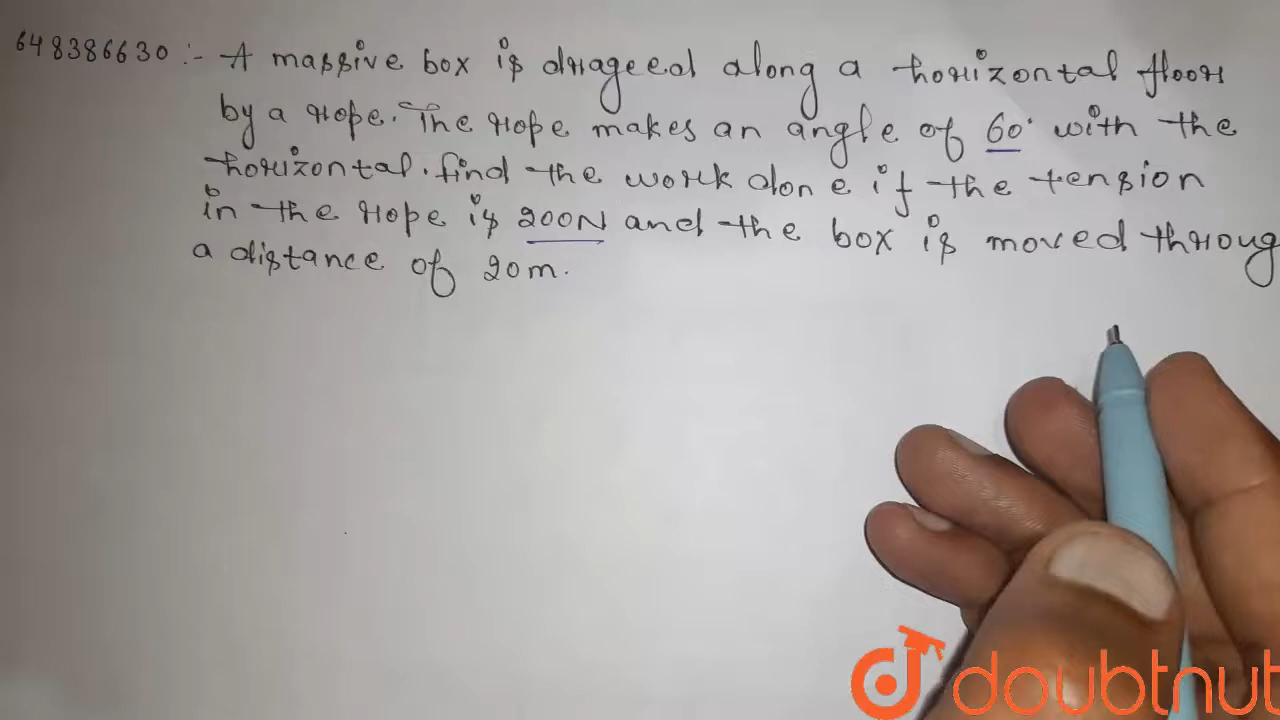 648386630 :- A massive box is drageed along a horizontal floor
by a rope. The rope makes an angle of 60° with the
horizontal. find the work done if the tension
in the rope is 200N and the box is moved throug
a distance of 20m.
doubtnut